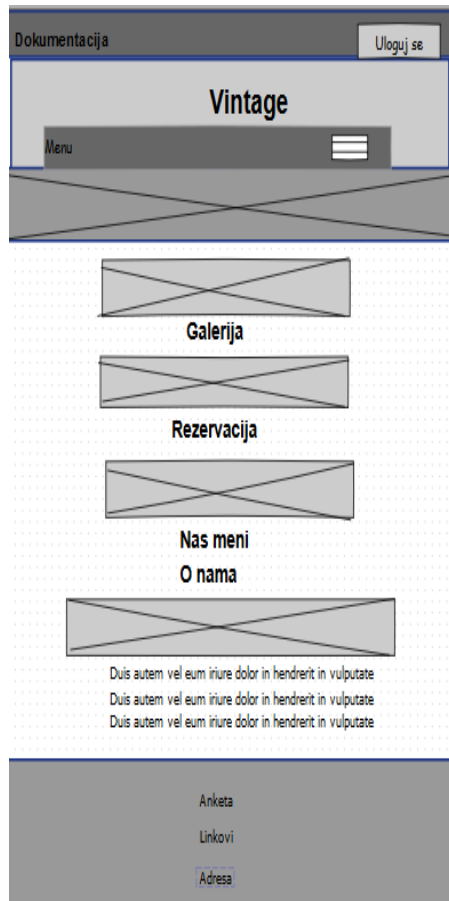 Dokumentacija
Uloguj se
Vintage
Menu
Galerija
Rezervacija
Nas meni
O nama
Duis autem vel eum iriure dolor in hendrerit in vulputate
Duis autem vel eum iriure dolor in hendrerit in vulputate
Duis autem vel eum iriure dolor in hendrerit in vulputate
Anketa
Linkovi
Adresa